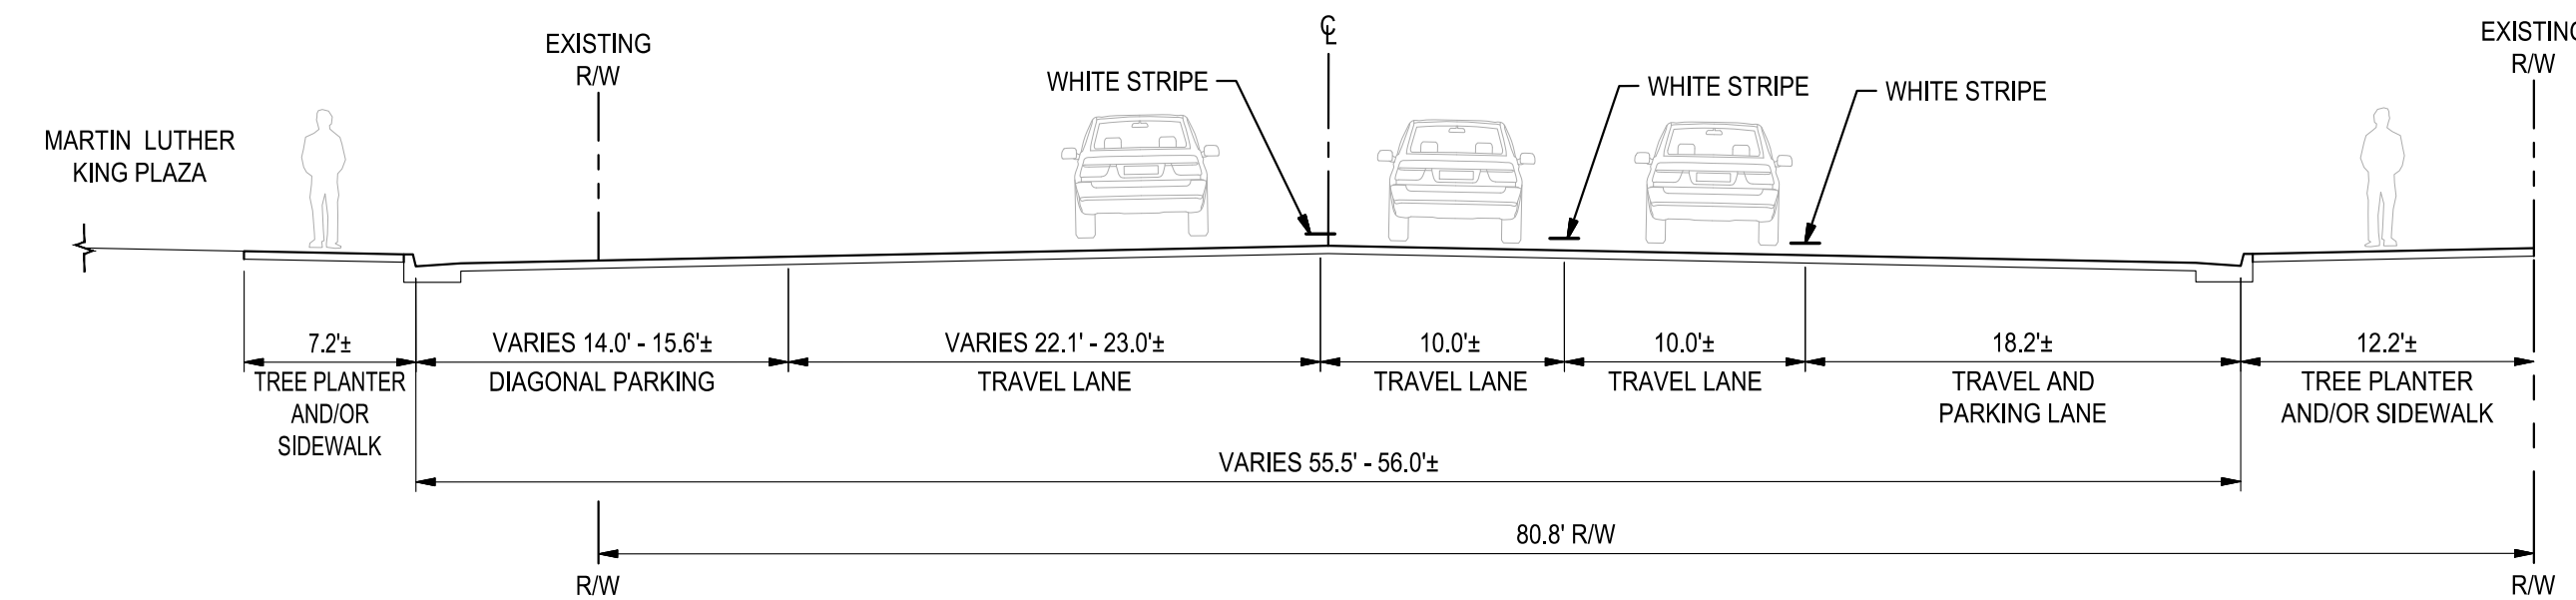 EXISTING
R/W
℄
EXISTING
R/W
WHITE STRIPE
WHITE STRIPE
WHITE STRIPE
MARTIN LUTHER
KING PLAZA
7.2'±
TREE PLANTER
AND/OR
SIDEWALK
VARIES 14.0' - 15.6'±
DIAGONAL PARKING
VARIES 22.1' - 23.0'±
TRAVEL LANE
10.0'±
TRAVEL LANE
10.0'±
TRAVEL LANE
18.2'±
TRAVEL AND
PARKING LANE
12.2'±
TREE PLANTER
AND/OR SIDEWALK
VARIES 55.5' - 56.0'±
80.8' R/W
R/W
R/W